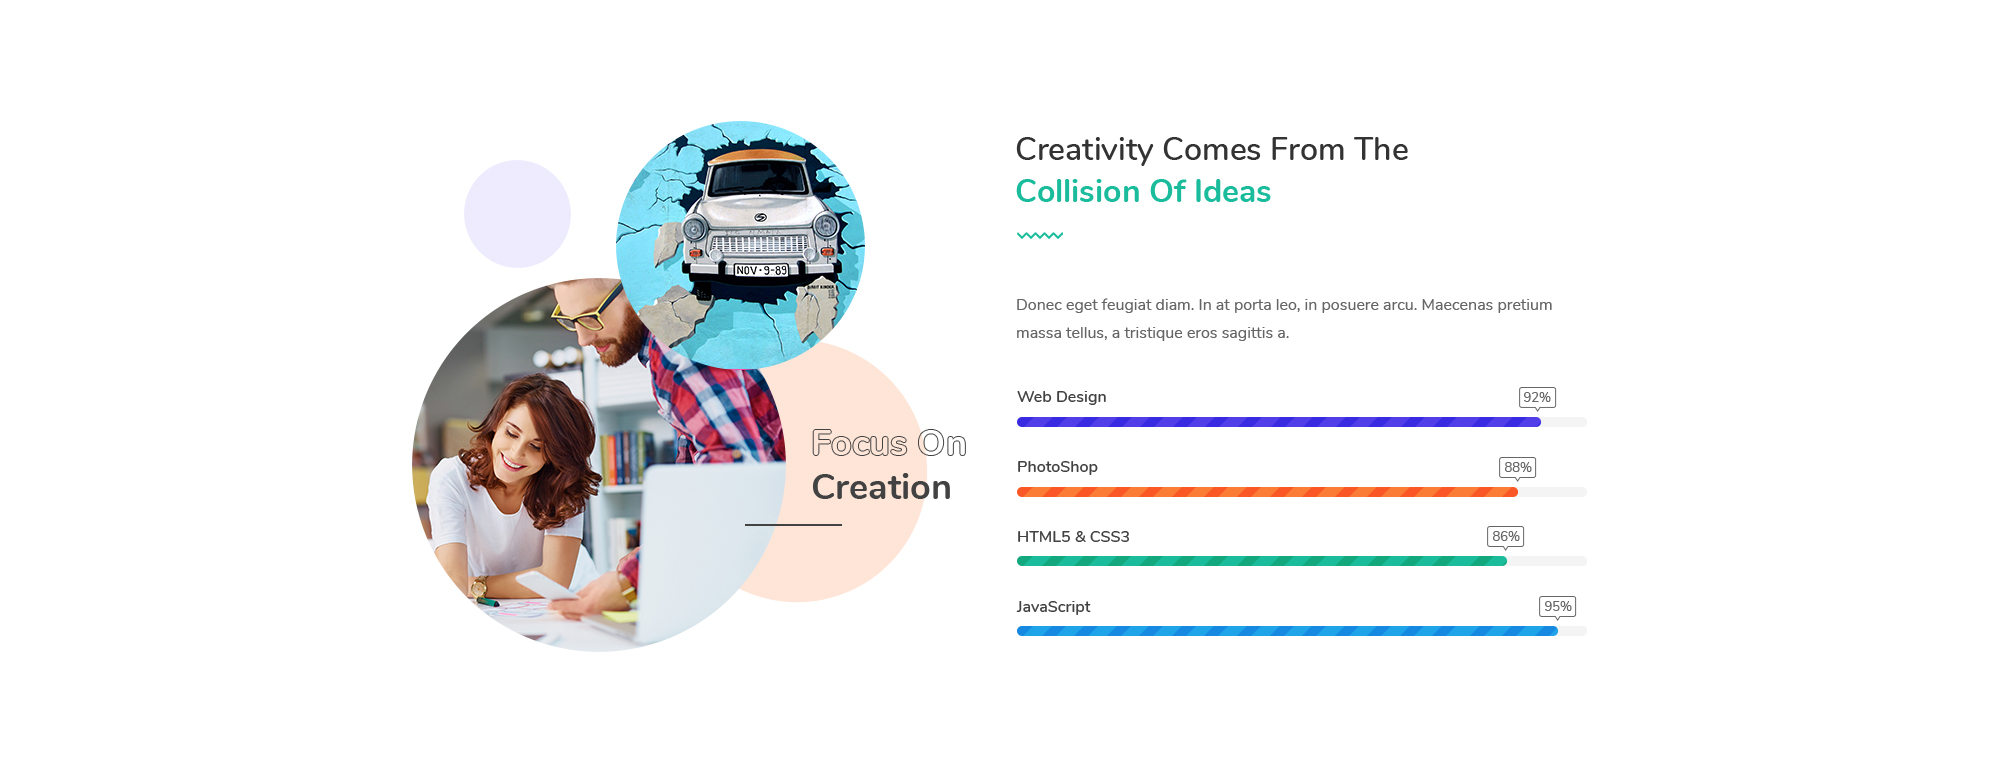 NOV·9-89
BIRGIT KINDER
Focus On
Creation
Creativity Comes From The
Collision Of Ideas
Donec eget feugiat diam. In at porta leo, in posuere arcu. Maecenas pretium
massa tellus, a tristique eros sagittis a.
Web Design
92%
PhotoShop
88%
HTML5 & CSS3
86%
JavaScript
95%